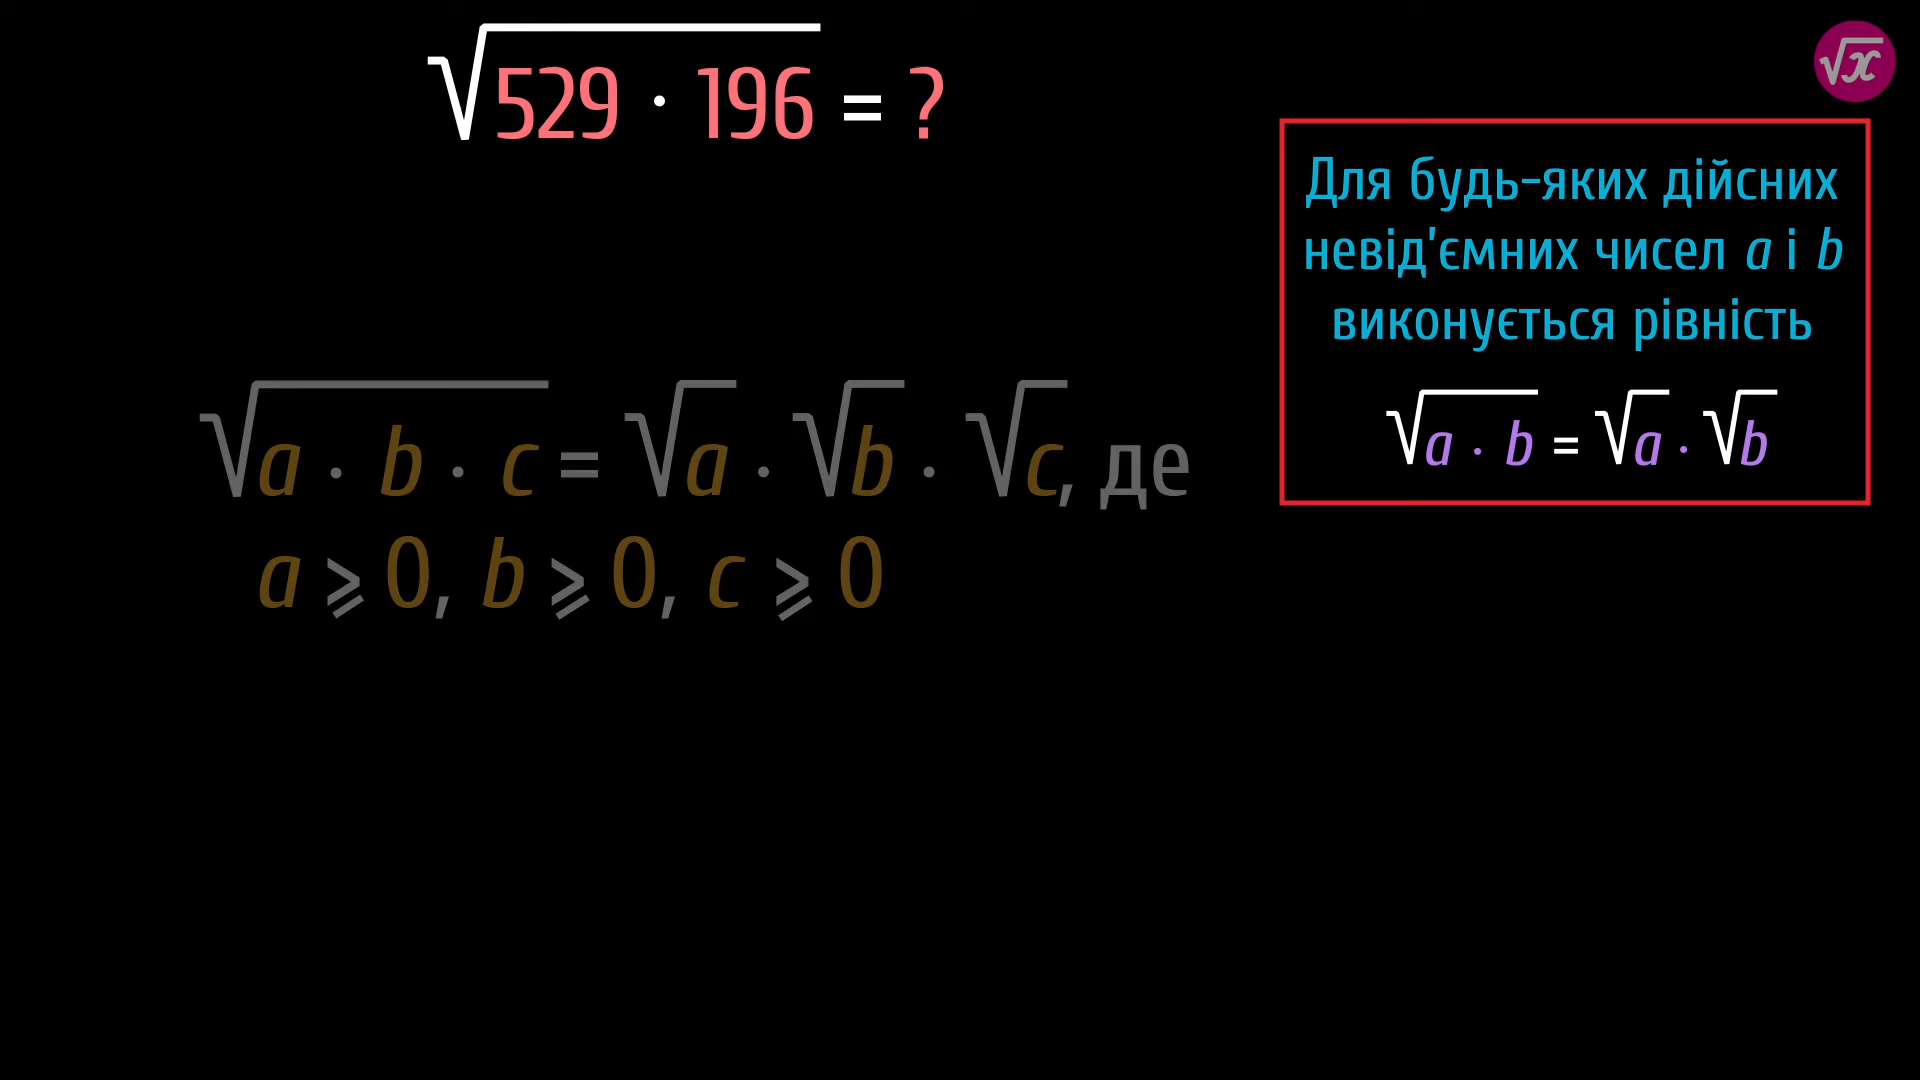 √529 · 196 = ?
√x
Для будь-яких дійсних
невід'ємних чисел a і b
виконується рівність
√a · b = √a · √b
√a · b · c = √a · √b · √c, де
a ⩾ 0, b ⩾ 0, c ⩾ 0